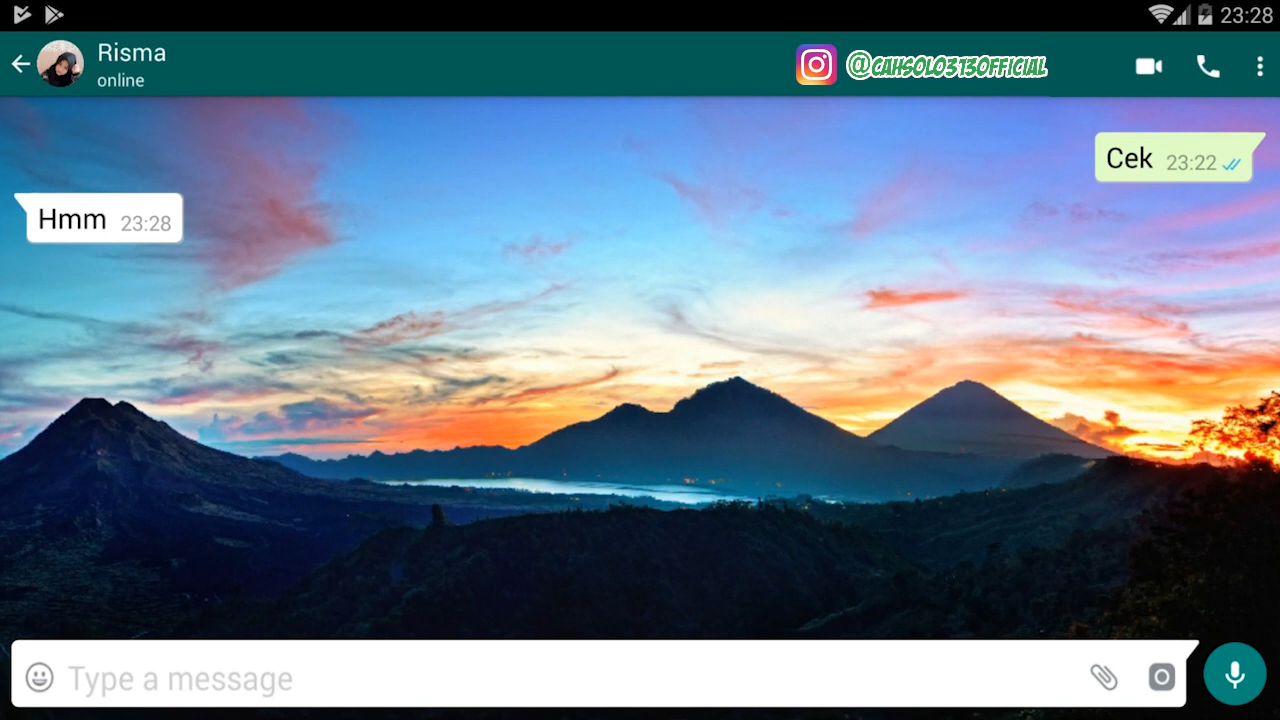 23:28
Risma
online
@CAHSOLO313OFFICIAL
Cek 23:22
Hmm 23:28
Type a message